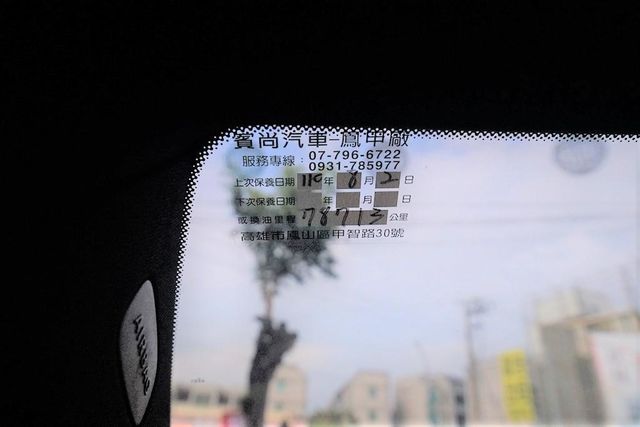 賓尚汽車-鳳甲廠
服務專線：07-796-6722
0931-785977
上次保養日期 110 年 8 月 2 日
下次保養日期 年 月 日
或換油里程 78713 公里
高雄市鳳山區甲智路30號
AIRBAG